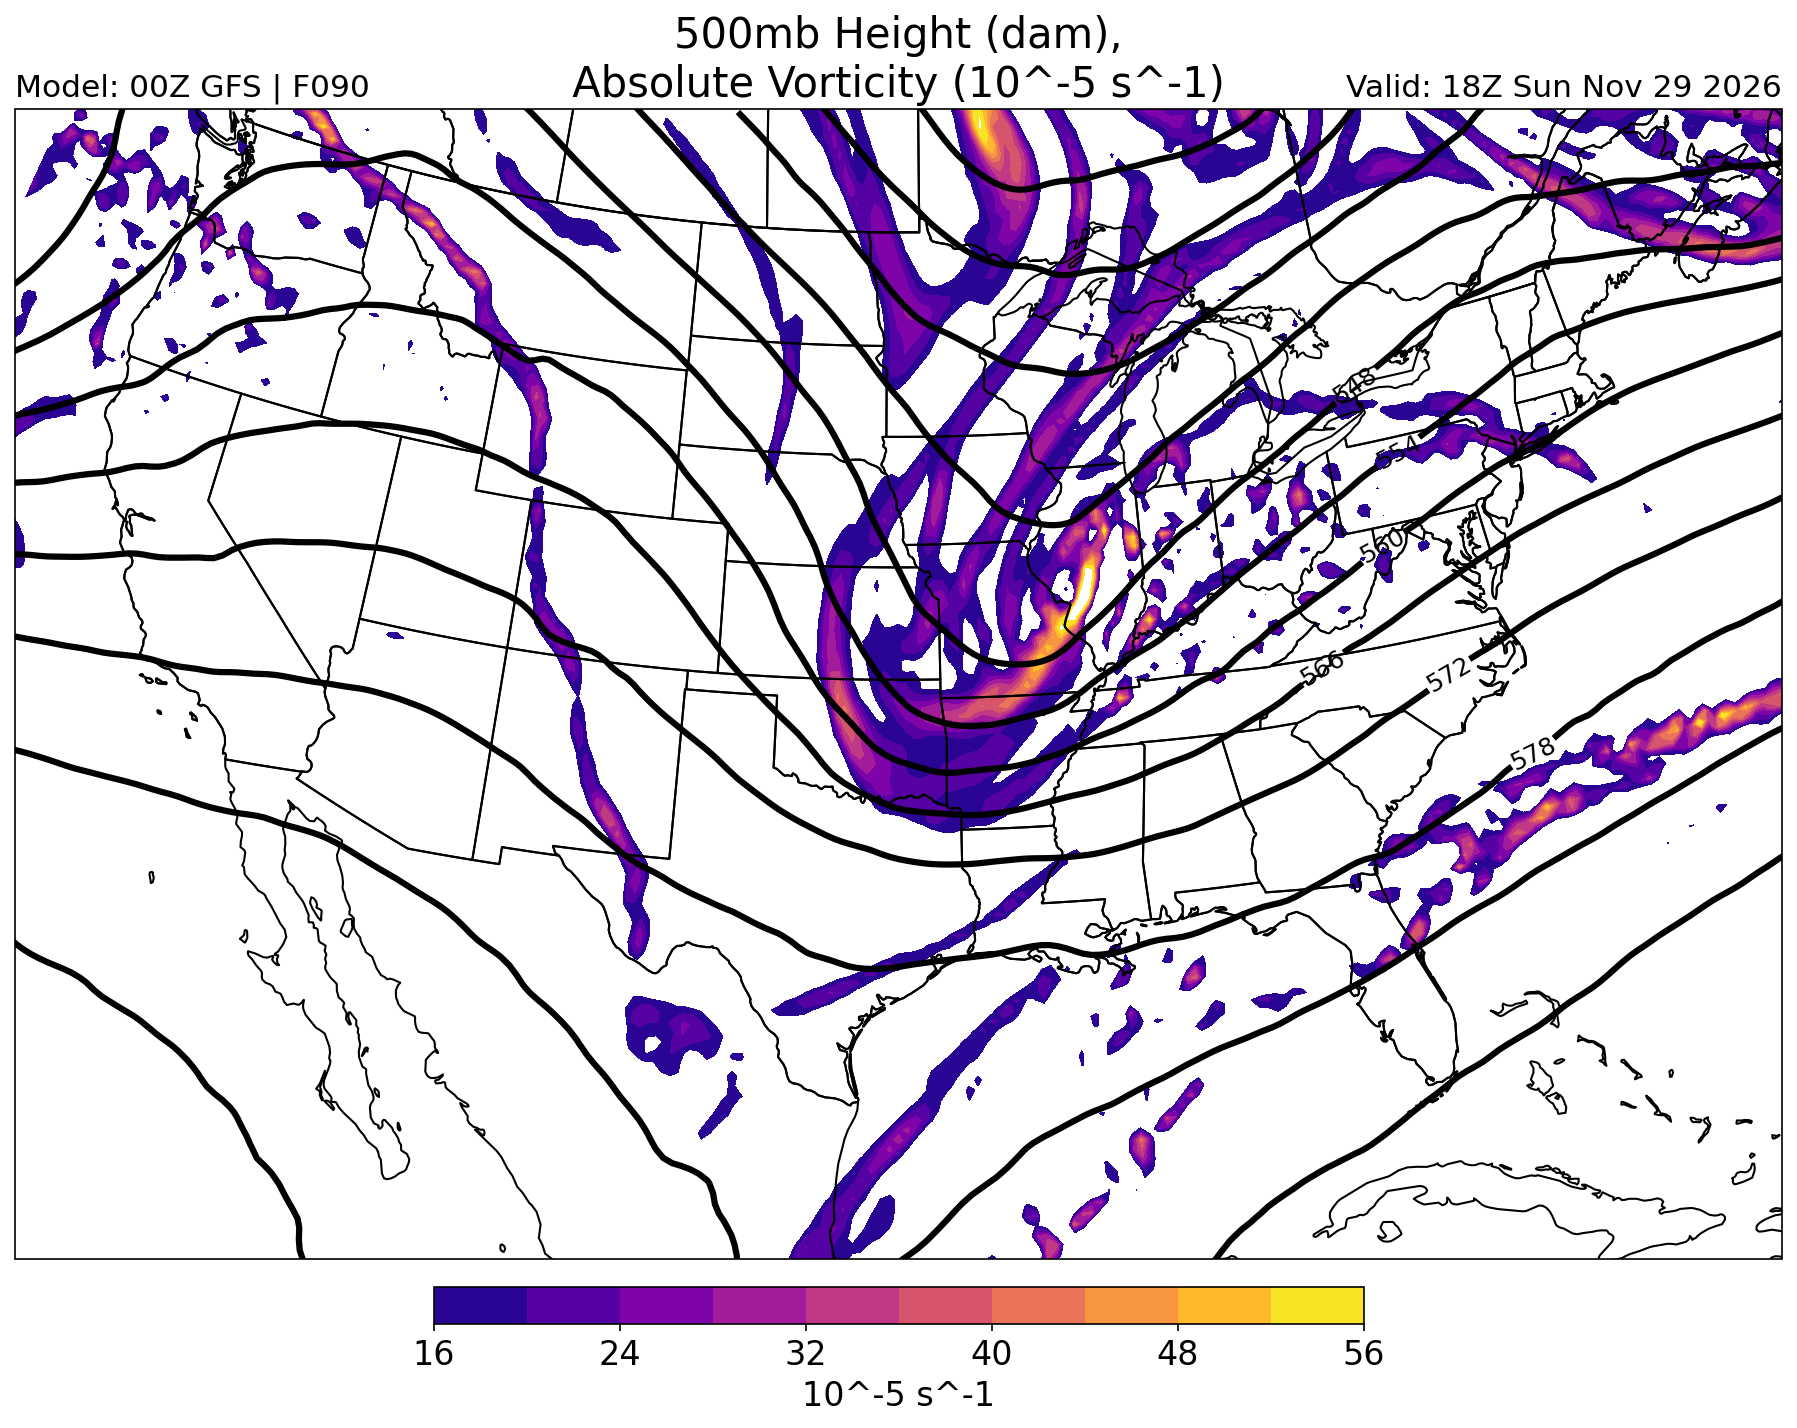 500mb Height (dam),
Model: 00Z GFS | F090
Absolute Vorticity (10^-5 s^-1)
Valid: 18Z Sun Nov 29 2026
548
554
560
566
572
578
16
24
32
40
48
56
10^-5 s^-1